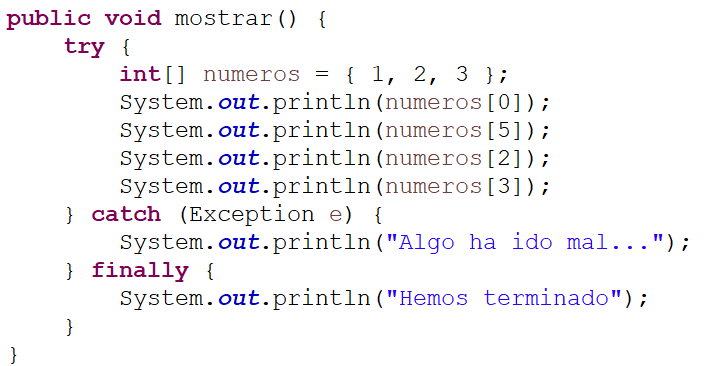 public void mostrar() {
    try {
        int[] numeros = { 1, 2, 3 };
        System.out.println(numeros[0]);
        System.out.println(numeros[5]);
        System.out.println(numeros[2]);
        System.out.println(numeros[3]);
    } catch (Exception e) {
        System.out.println("Algo ha ido mal...");
    } finally {
        System.out.println("Hemos terminado");
    }
}